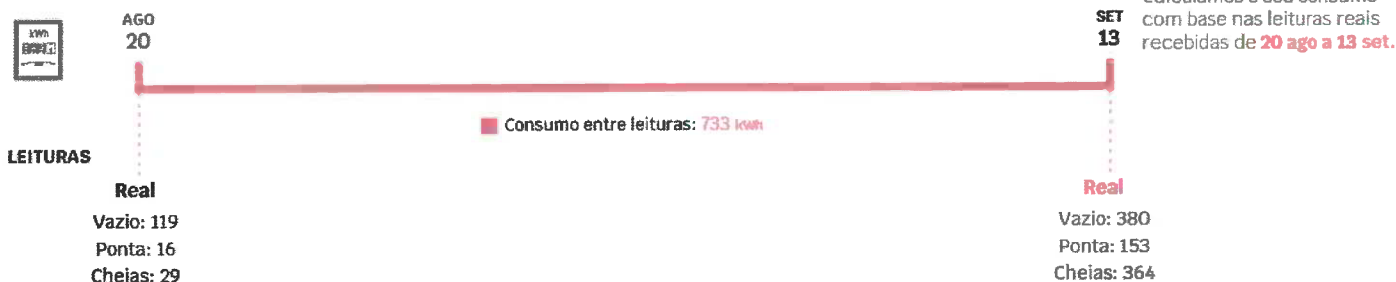 kWh
AGO
20
SET
13
com base nas leituras reais
recebidas de 20 ago a 13 set.
Consumo entre leituras: 733 kWh
LEITURAS
Real
Vazio: 119
Ponta: 16
Cheias: 29
Real
Vazio: 380
Ponta: 153
Cheias: 364